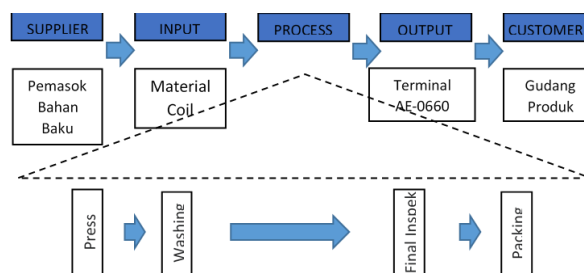 SUPPLIER
INPUT
PROCESS
OUTPUT
CUSTOMER
Pemasok
Bahan
Baku
Material
Coil
Terminal
AE-0660
Gudang
Produk
Press
Washing
Final Inspek
Packing